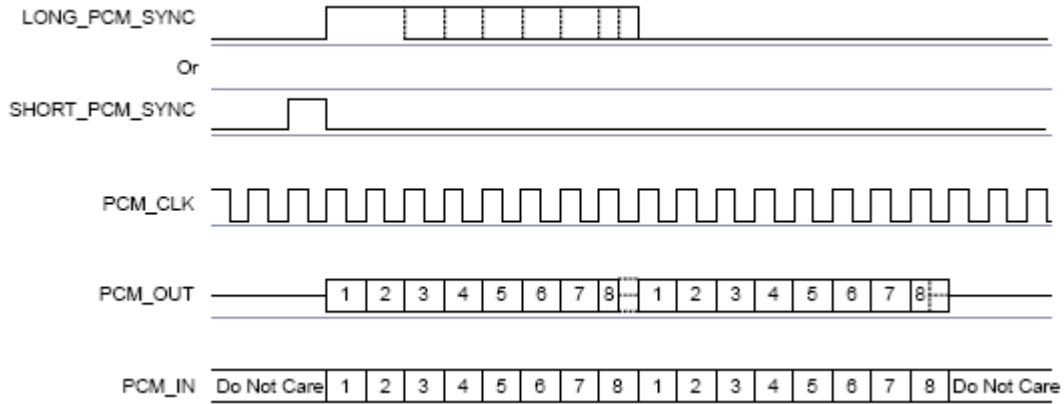 LONG_PCM_SYNC
Or
SHORT_PCM_SYNC
PCM_CLK
PCM_OUT 1 2 3 4 5 6 7 8 1 2 3 4 5 6 7 8
PCM_IN Do Not Care 1 2 3 4 5 6 7 8 1 2 3 4 5 6 7 8 Do Not Care